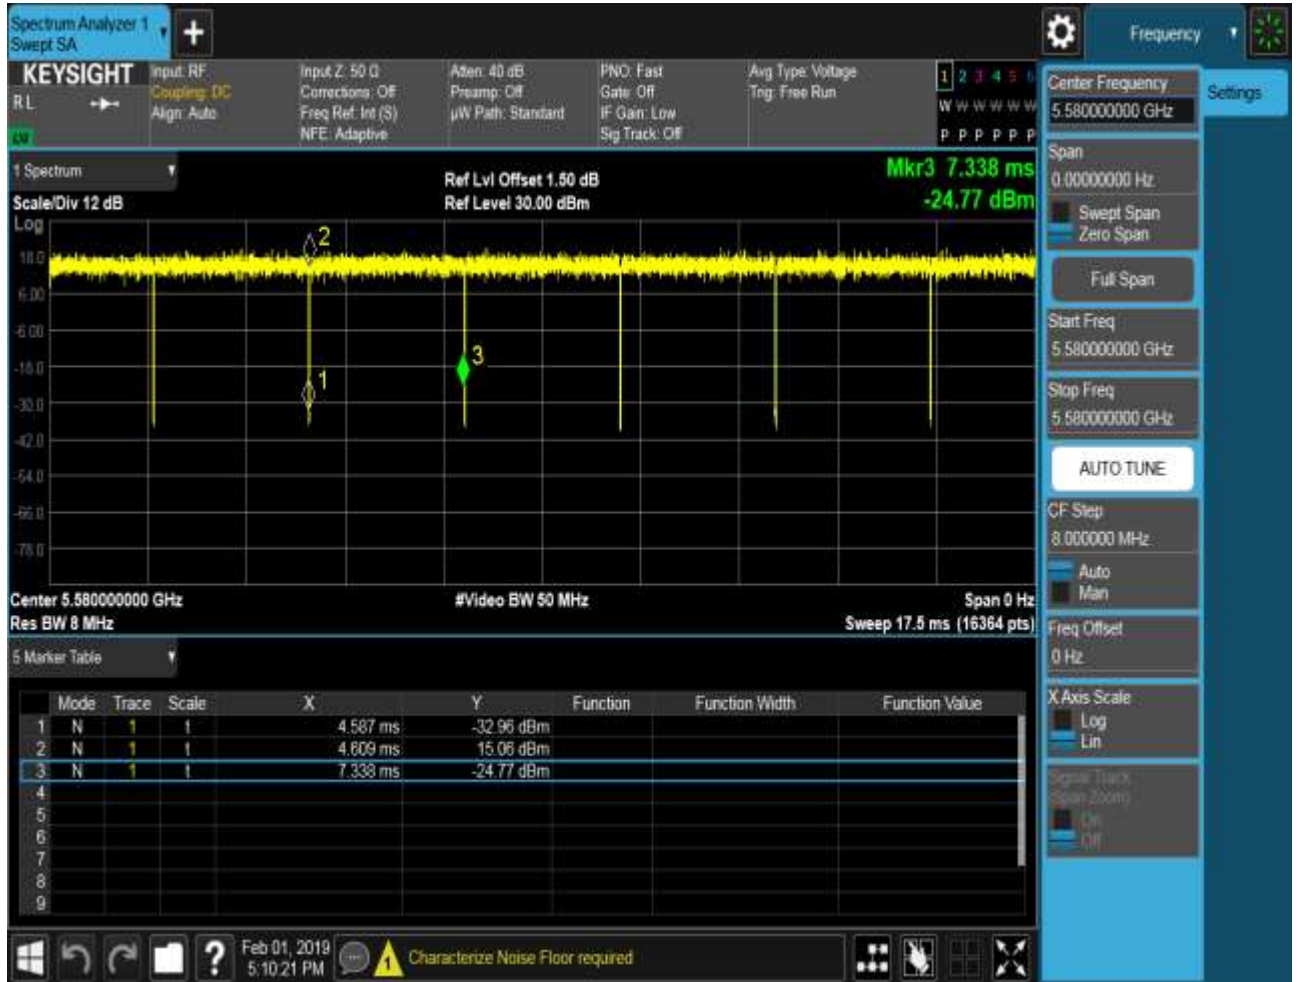 Spectrum Analyzer 1
Swept SA
+
Frequency
KEYSIGHT
RL
Input: RF
Coupling: DC
Align: Auto
Input Z: 50 Ω
Corrections: Off
Freq Ref: Int (S)
NFE: Adaptive
Atten: 40 dB
Preamp: Off
µW Path: Standard
PNO: Fast
Gate: Off
IF Gain: Low
Sig Track: Off
Avg Type: Voltage
Trig: Free Run
1 2 3 4 5 6
W W W W W W
P P P P P P
1 Spectrum
Scale/Div 12 dB
Ref Lvl Offset 1.50 dB
Ref Level 30.00 dBm
Mkr3 7.338 ms
-24.77 dBm
Log
18.0
6.00
-6.00
-18.0
-30.0
-42.0
-54.0
-66.0
-78.0
2
1
3
Center 5.580000000 GHz
Res BW 8 MHz
#Video BW 50 MHz
Span 0 Hz
Sweep 17.5 ms (16364 pts)
5 Marker Table
Mode Trace Scale X Y Function Function Width Function Value
1 N 1 t 4.587 ms -32.96 dBm
2 N 1 t 4.609 ms 15.06 dBm
3 N 1 t 7.338 ms -24.77 dBm
4
5
6
7
8
9
Feb 01, 2019
5:10:21 PM
?
1
Characterize Noise Floor required
Center Frequency
5.580000000 GHz
Settings
Span
0.00000000 Hz
Swept Span
Zero Span
Full Span
Start Freq
5.580000000 GHz
Stop Freq
5.580000000 GHz
AUTO TUNE
CF Step
8.000000 MHz
Auto
Man
Freq Offset
0 Hz
X Axis Scale
Log
Lin
Signal Track
(Span Zoom)
On
Off